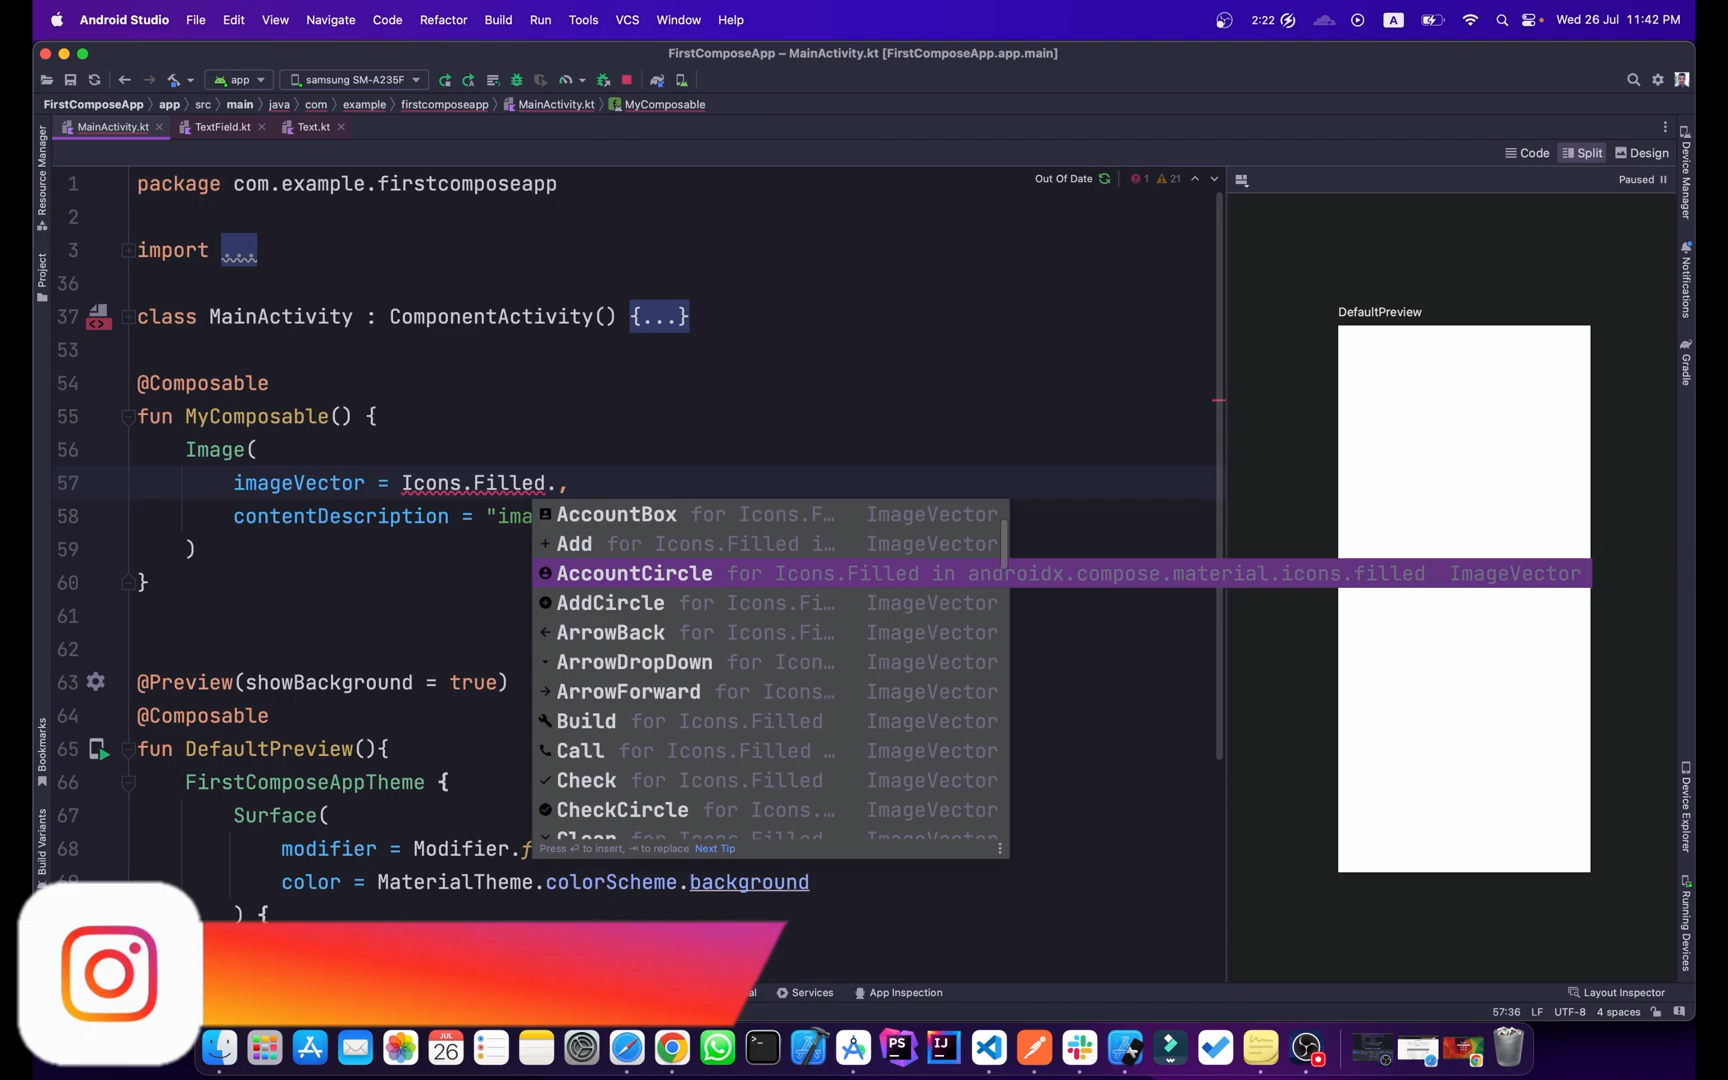 Android Studio File Edit View Navigate Code Refactor Build Run Tools VCS Window Help 2:22 A Wed 26 Jul 11:42 PM
FirstComposeApp – MainActivity.kt [FirstComposeApp.app.main]
app samsung SM-A235F
FirstComposeApp app src main java com example firstcomposeapp MainActivity.kt MyComposable
MainActivity.kt TextField.kt Text.kt
Code Split Design
Out Of Date 1 21 Paused
1 package com.example.firstcomposeapp
2
3 import ...
36
37 class MainActivity : ComponentActivity() {...}
53
54 @Composable
55 fun MyComposable() {
56 Image(
57 imageVector = Icons.Filled.,
58 contentDescription = "ima
59 )
60 }
61
62
63 @Preview(showBackground = true)
64 @Composable
65 fun DefaultPreview(){
66 FirstComposeAppTheme {
67 Surface(
68 modifier = Modifier.f
color = MaterialTheme.colorScheme.background
) {
AccountBox for Icons.F... ImageVector
Add for Icons.Filled i... ImageVector
AccountCircle for Icons.Filled in androidx.compose.material.icons.filled ImageVector
AddCircle for Icons.Fi... ImageVector
ArrowBack for Icons.Fi... ImageVector
ArrowDropDown for Icon... ImageVector
ArrowForward for Icons... ImageVector
Build for Icons.Filled ImageVector
Call for Icons.Filled ... ImageVector
Check for Icons.Filled ImageVector
CheckCircle for Icons.... ImageVector
Clear for Icons.Filled ImageVector
Press ⏎ to insert, ⇥ to replace Next Tip
DefaultPreview
Resource Manager
Project
Bookmarks
Build Variants
Device Manager
Notifications
Gradle
Device Explorer
Running Devices
Services App Inspection Layout Inspector
57:36 LF UTF-8 4 spaces
JUL
26
PS
IJ